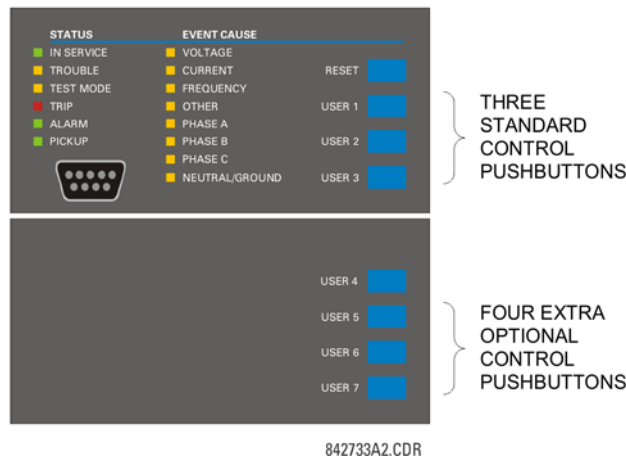 STATUS EVENT CAUSE
IN SERVICE VOLTAGE
TROUBLE CURRENT RESET
TEST MODE FREQUENCY
TRIP OTHER USER 1
ALARM PHASE A
PICKUP PHASE B USER 2
PHASE C
NEUTRAL/GROUND USER 3
THREE
STANDARD
CONTROL
PUSHBUTTONS
USER 4
USER 5
USER 6
USER 7
FOUR EXTRA
OPTIONAL
CONTROL
PUSHBUTTONS
842733A2.CDR